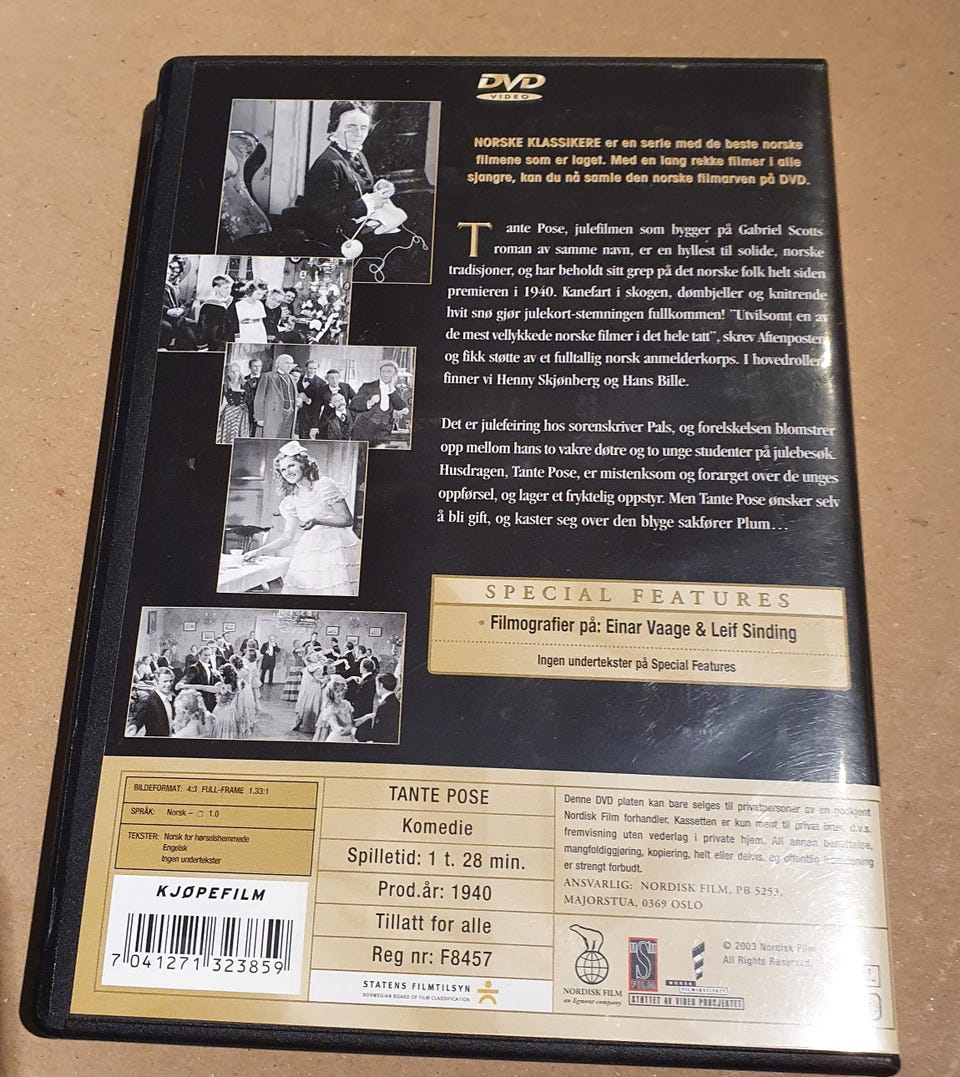 DVD
VIDEO
NORSKE KLASSIKERE er en serie med de beste norske
filmene som er laget. Med en lang rekke filmer i alle
sjangre, kan du nå samle den norske filmarven på DVD.
Tante Pose, julefilmen som bygger på Gabriel Scotts
roman av samme navn, er en hyllest til solide, norske
tradisjoner, og har beholdt sitt grep på det norske folk helt siden
premieren i 1940. Kanefart i skogen, dømbjeller og knitrende
hvit snø gjør julekort-stemningen fullkommen! "Utvilsomt en av
de mest vellykkede norske filmer i det hele tatt", skrev Aftenposten
og fikk støtte av et fulltallig norsk anmelderkorps. I hovedrollen
finner vi Henny Skjønberg og Hans Bille.
Det er julefeiring hos sorenskriver Pals, og forelskelsen blomstrer
opp mellom hans to vakre døtre og to unge studenter på julebesøk.
Husdragen, Tante Pose, er mistenksom og forarget over de unges
oppførsel, og lager et fryktelig oppstyr. Men Tante Pose ønsker selv
å bli gift, og kaster seg over den blyge sakfører Plum...
SPECIAL FEATURES
• Filmografier på: Einar Vaage & Leif Sinding
Ingen undertekster på Special Features
BILDEFORMAT: 4:3 FULL-FRAME 1.33:1
SPRÅK: Norsk – 1.0
TEKSTER: Norsk for hørselshemmede
Engelsk
Ingen undertekster
KJØPEFILM
7 041271 323859
TANTE POSE
Komedie
Spilletid: 1 t. 28 min.
Prod.år: 1940
Tillatt for alle
Reg nr: F8457
STATENS FILMTILSYN
NORWEGIAN BOARD OF FILM CLASSIFICATION
Denne DVD platen kan bare selges til privatpersoner av en godkjent
Nordisk Film forhandler. Kassetten er kun ment til privat bruk, d.v.s.
fremvisning uten vederlag i private hjem. All annen benyttelse,
mangfoldiggjøring, kopiering, helt eller delvis, og offentlig fremvisning
er strengt forbudt.
ANSVARLIG: NORDISK FILM, PB 5253,
MAJORSTUA, 0369 OSLO
NORDISK FILM
an Egmont company
S
FILM
NORSK
FILMINSTITUTT
STØTTET AV VIDEO PROSJEKTET
© 2003 Nordisk Film
All Rights Reserved.